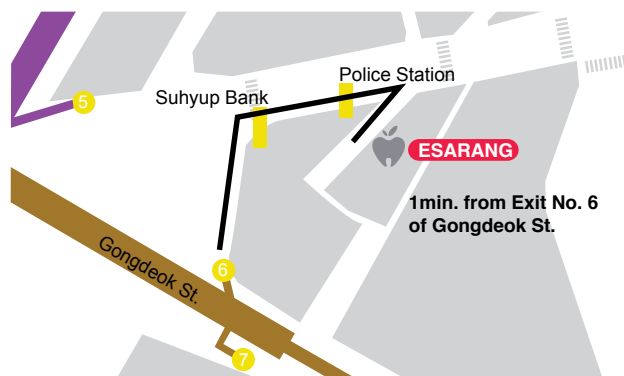 Police Station
Suhyup Bank
5
ESARANG
1min. from Exit No. 6
of Gongdeok St.
Gongdeok St.
6
7